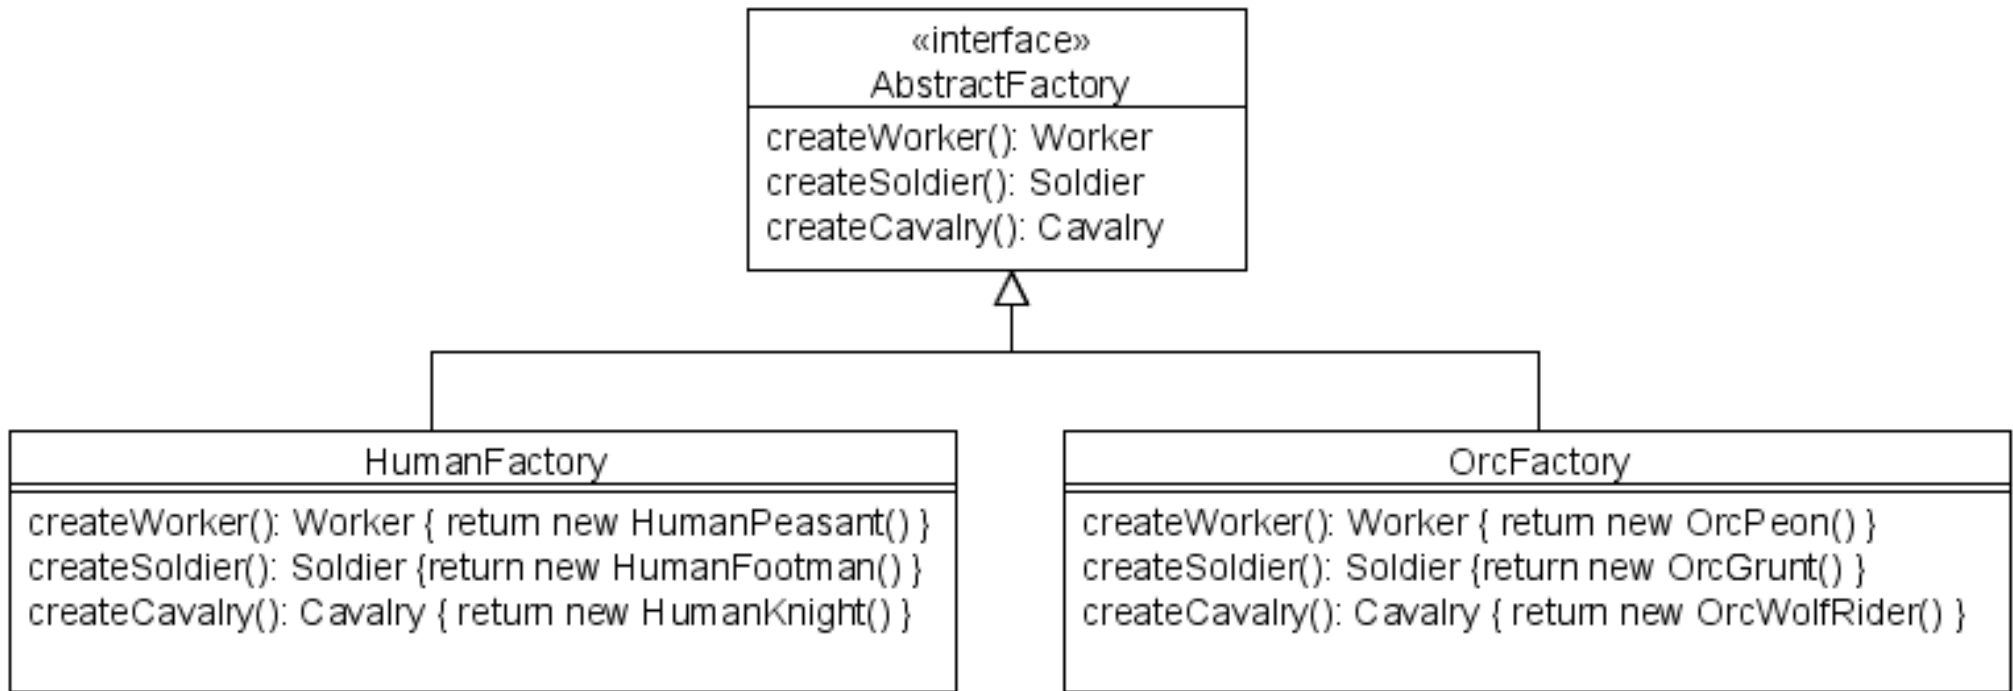 «interface»
AbstractFactory
createWorker(): Worker
createSoldier(): Soldier
createCavalry(): Cavalry
HumanFactory
createWorker(): Worker { return new HumanPeasant() }
createSoldier(): Soldier {return new HumanFootman() }
createCavalry(): Cavalry { return new HumanKnight() }
OrcFactory
createWorker(): Worker { return new OrcPeon() }
createSoldier(): Soldier {return new OrcGrunt() }
createCavalry(): Cavalry { return new OrcWolfRider() }